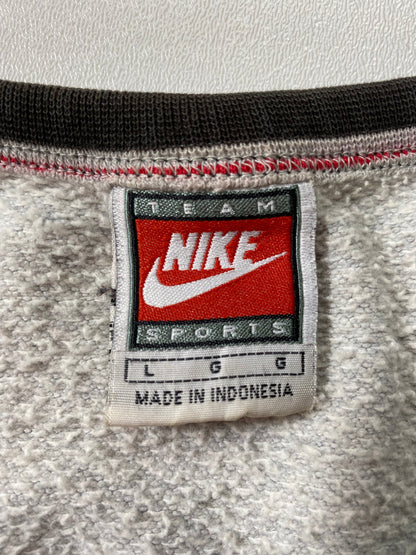 TEAM
NIKE
SPORTS
L G G
MADE IN INDONESIA